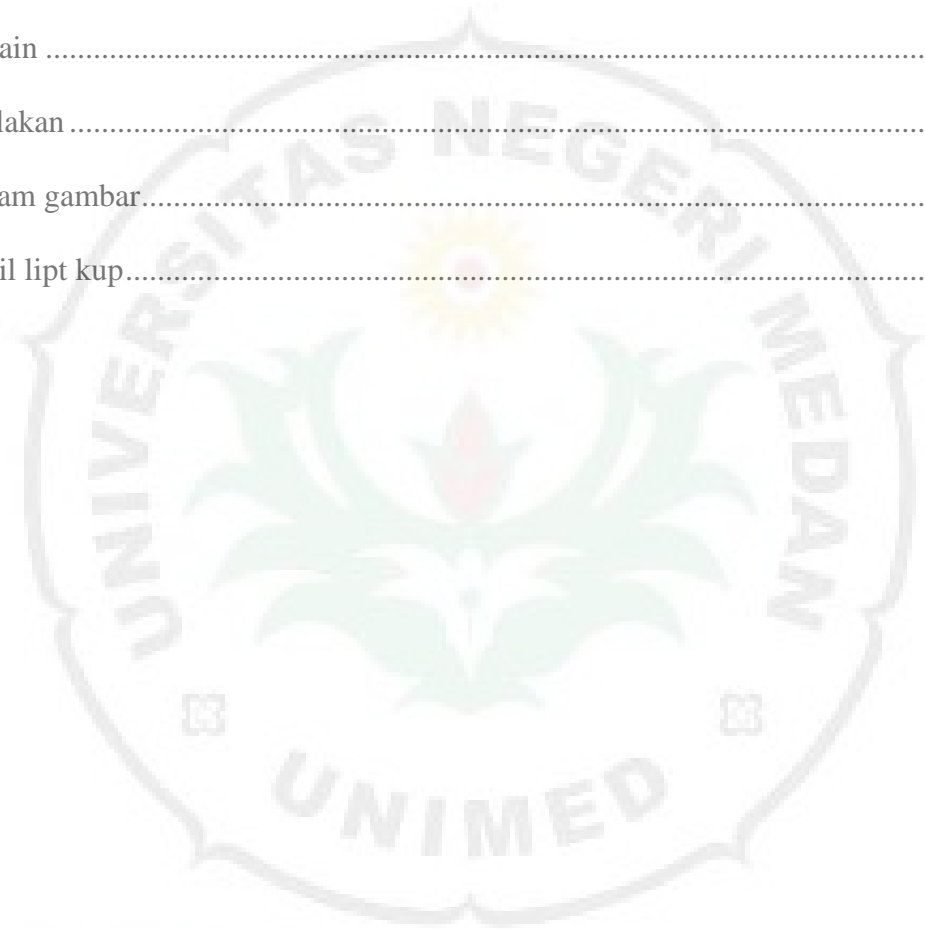 ain ........................................................................................................
lakan .....................................................................................................
am gambar............................................................................................
il lipt kup..............................................................................................
UNIVERSITAS NEGERI MEDAN
UNIMED